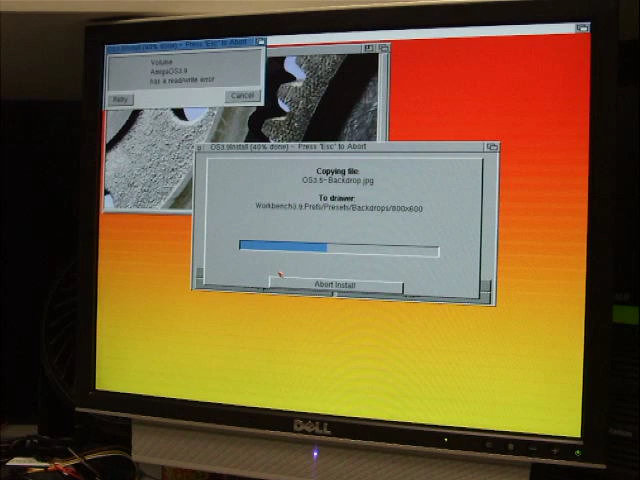 OS3.9Install (40% done) - Press 'Esc' to Abort
Volume
AmigaOS3.9
has a read/write error
Retry
Cancel
OS3.9Install (40% done) - Press 'Esc' to Abort
Copying file:
OS3.5-Backdrop.jpg
To drawer:
Workbench3.9:Prefs/Presets/Backdrops/800x600
Abort Install
DELL